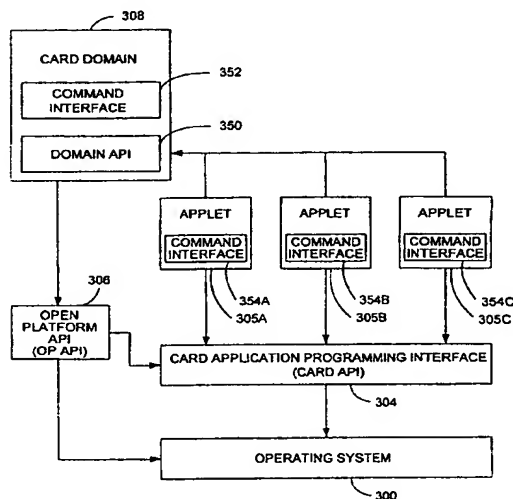 308
CARD DOMAIN
352
COMMAND
INTERFACE
350
DOMAIN API
APPLET
APPLET
APPLET
COMMAND
INTERFACE
COMMAND
INTERFACE
COMMAND
INTERFACE
354A
354B
354C
305A
305B
305C
306
OPEN
PLATFORM
API
(OP API)
CARD APPLICATION PROGRAMMING INTERFACE
(CARD API)
304
OPERATING SYSTEM
300